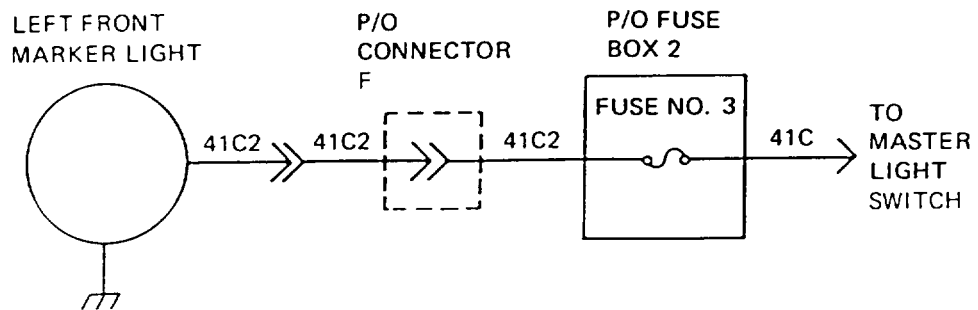 LEFT FRONT
MARKER LIGHT
P/O
CONNECTOR
F
P/O FUSE
BOX 2
FUSE NO. 3
41C2
41C2
41C2
41C
TO
MASTER
LIGHT
SWITCH